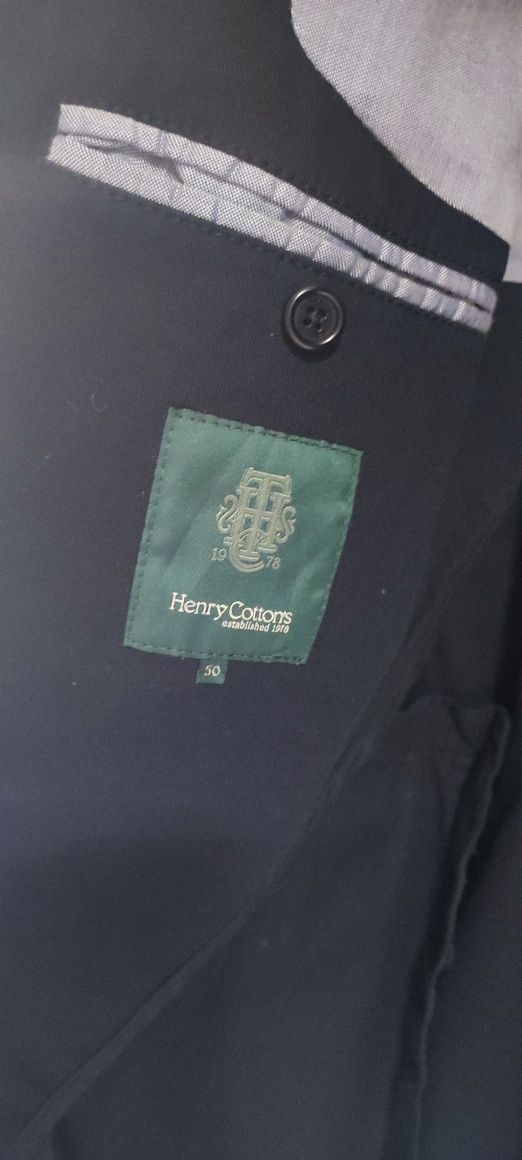 19 78
Henry Cotton's
established 1978
50